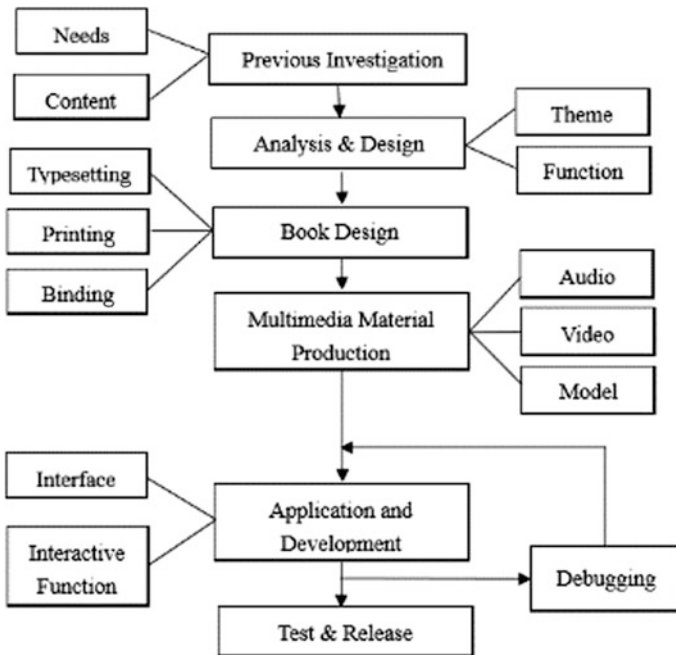 Needs
Previous Investigation
Content
Theme
Analysis & Design
Function
Typesetting
Printing
Book Design
Binding
Audio
Multimedia Material
Production
Video
Model
Interface
Application and
Development
Interactive
Function
Debugging
Test & Release